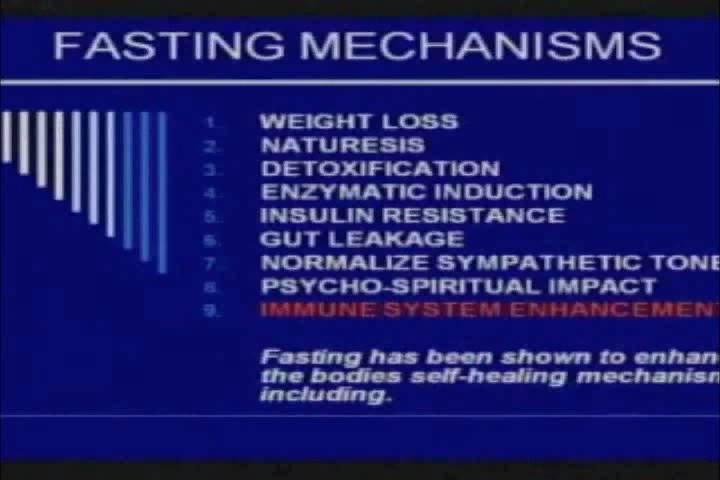 FASTING MECHANISMS
1. WEIGHT LOSS
2. NATURESIS
3. DETOXIFICATION
4. ENZYMATIC INDUCTION
5. INSULIN RESISTANCE
6. GUT LEAKAGE
7. NORMALIZE SYMPATHETIC TONE
8. PSYCHO-SPIRITUAL IMPACT
9. IMMUNE SYSTEM ENHANCEMENT
Fasting has been shown to enhan
the bodies self-healing mechanism
including.